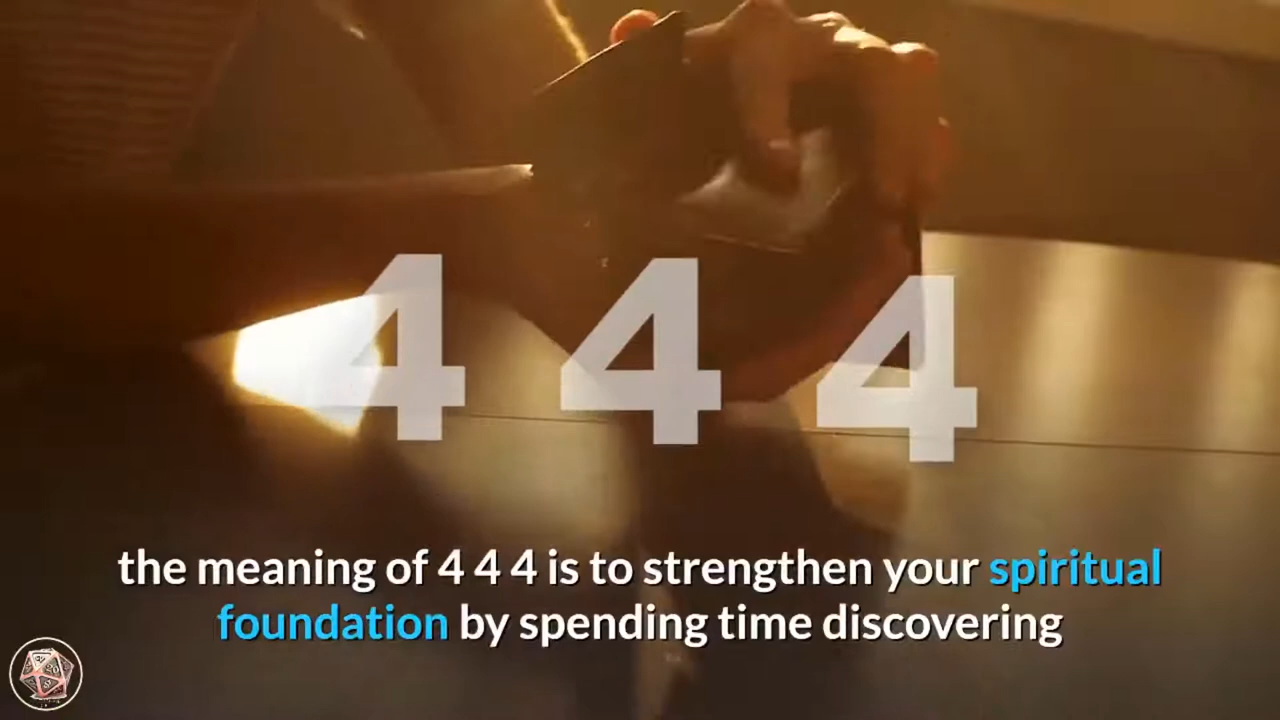 4 4 4
the meaning of 4 4 4 is to strengthen your spiritual
foundation by spending time discovering